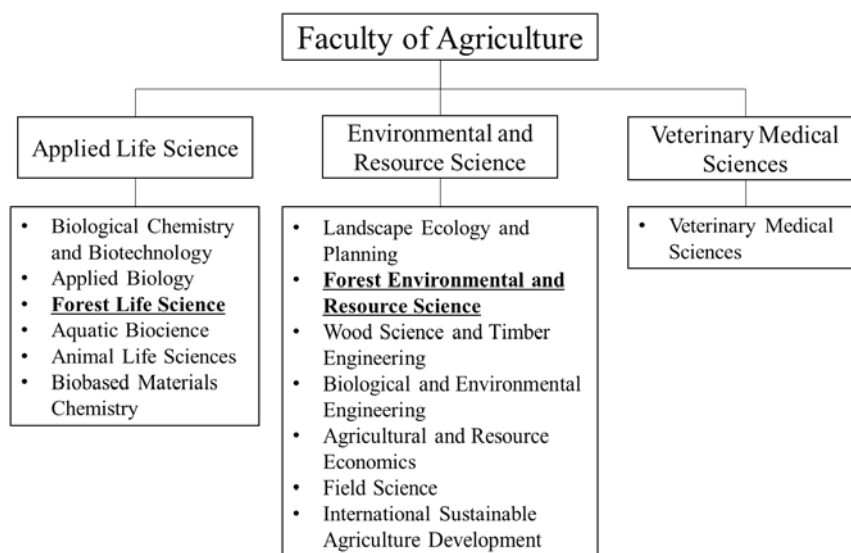 Faculty of Agriculture
Applied Life Science
Environmental and
Resource Science
Veterinary Medical
Sciences
• Biological Chemistry
and Biotechnology
• Applied Biology
• Forest Life Science
• Aquatic Biocience
• Animal Life Sciences
• Biobased Materials
Chemistry
• Landscape Ecology and
Planning
• Forest Environmental and
Resource Science
• Wood Science and Timber
Engineering
• Biological and Environmental
Engineering
• Agricultural and Resource
Economics
• Field Science
• International Sustainable
Agriculture Development
• Veterinary Medical
Sciences